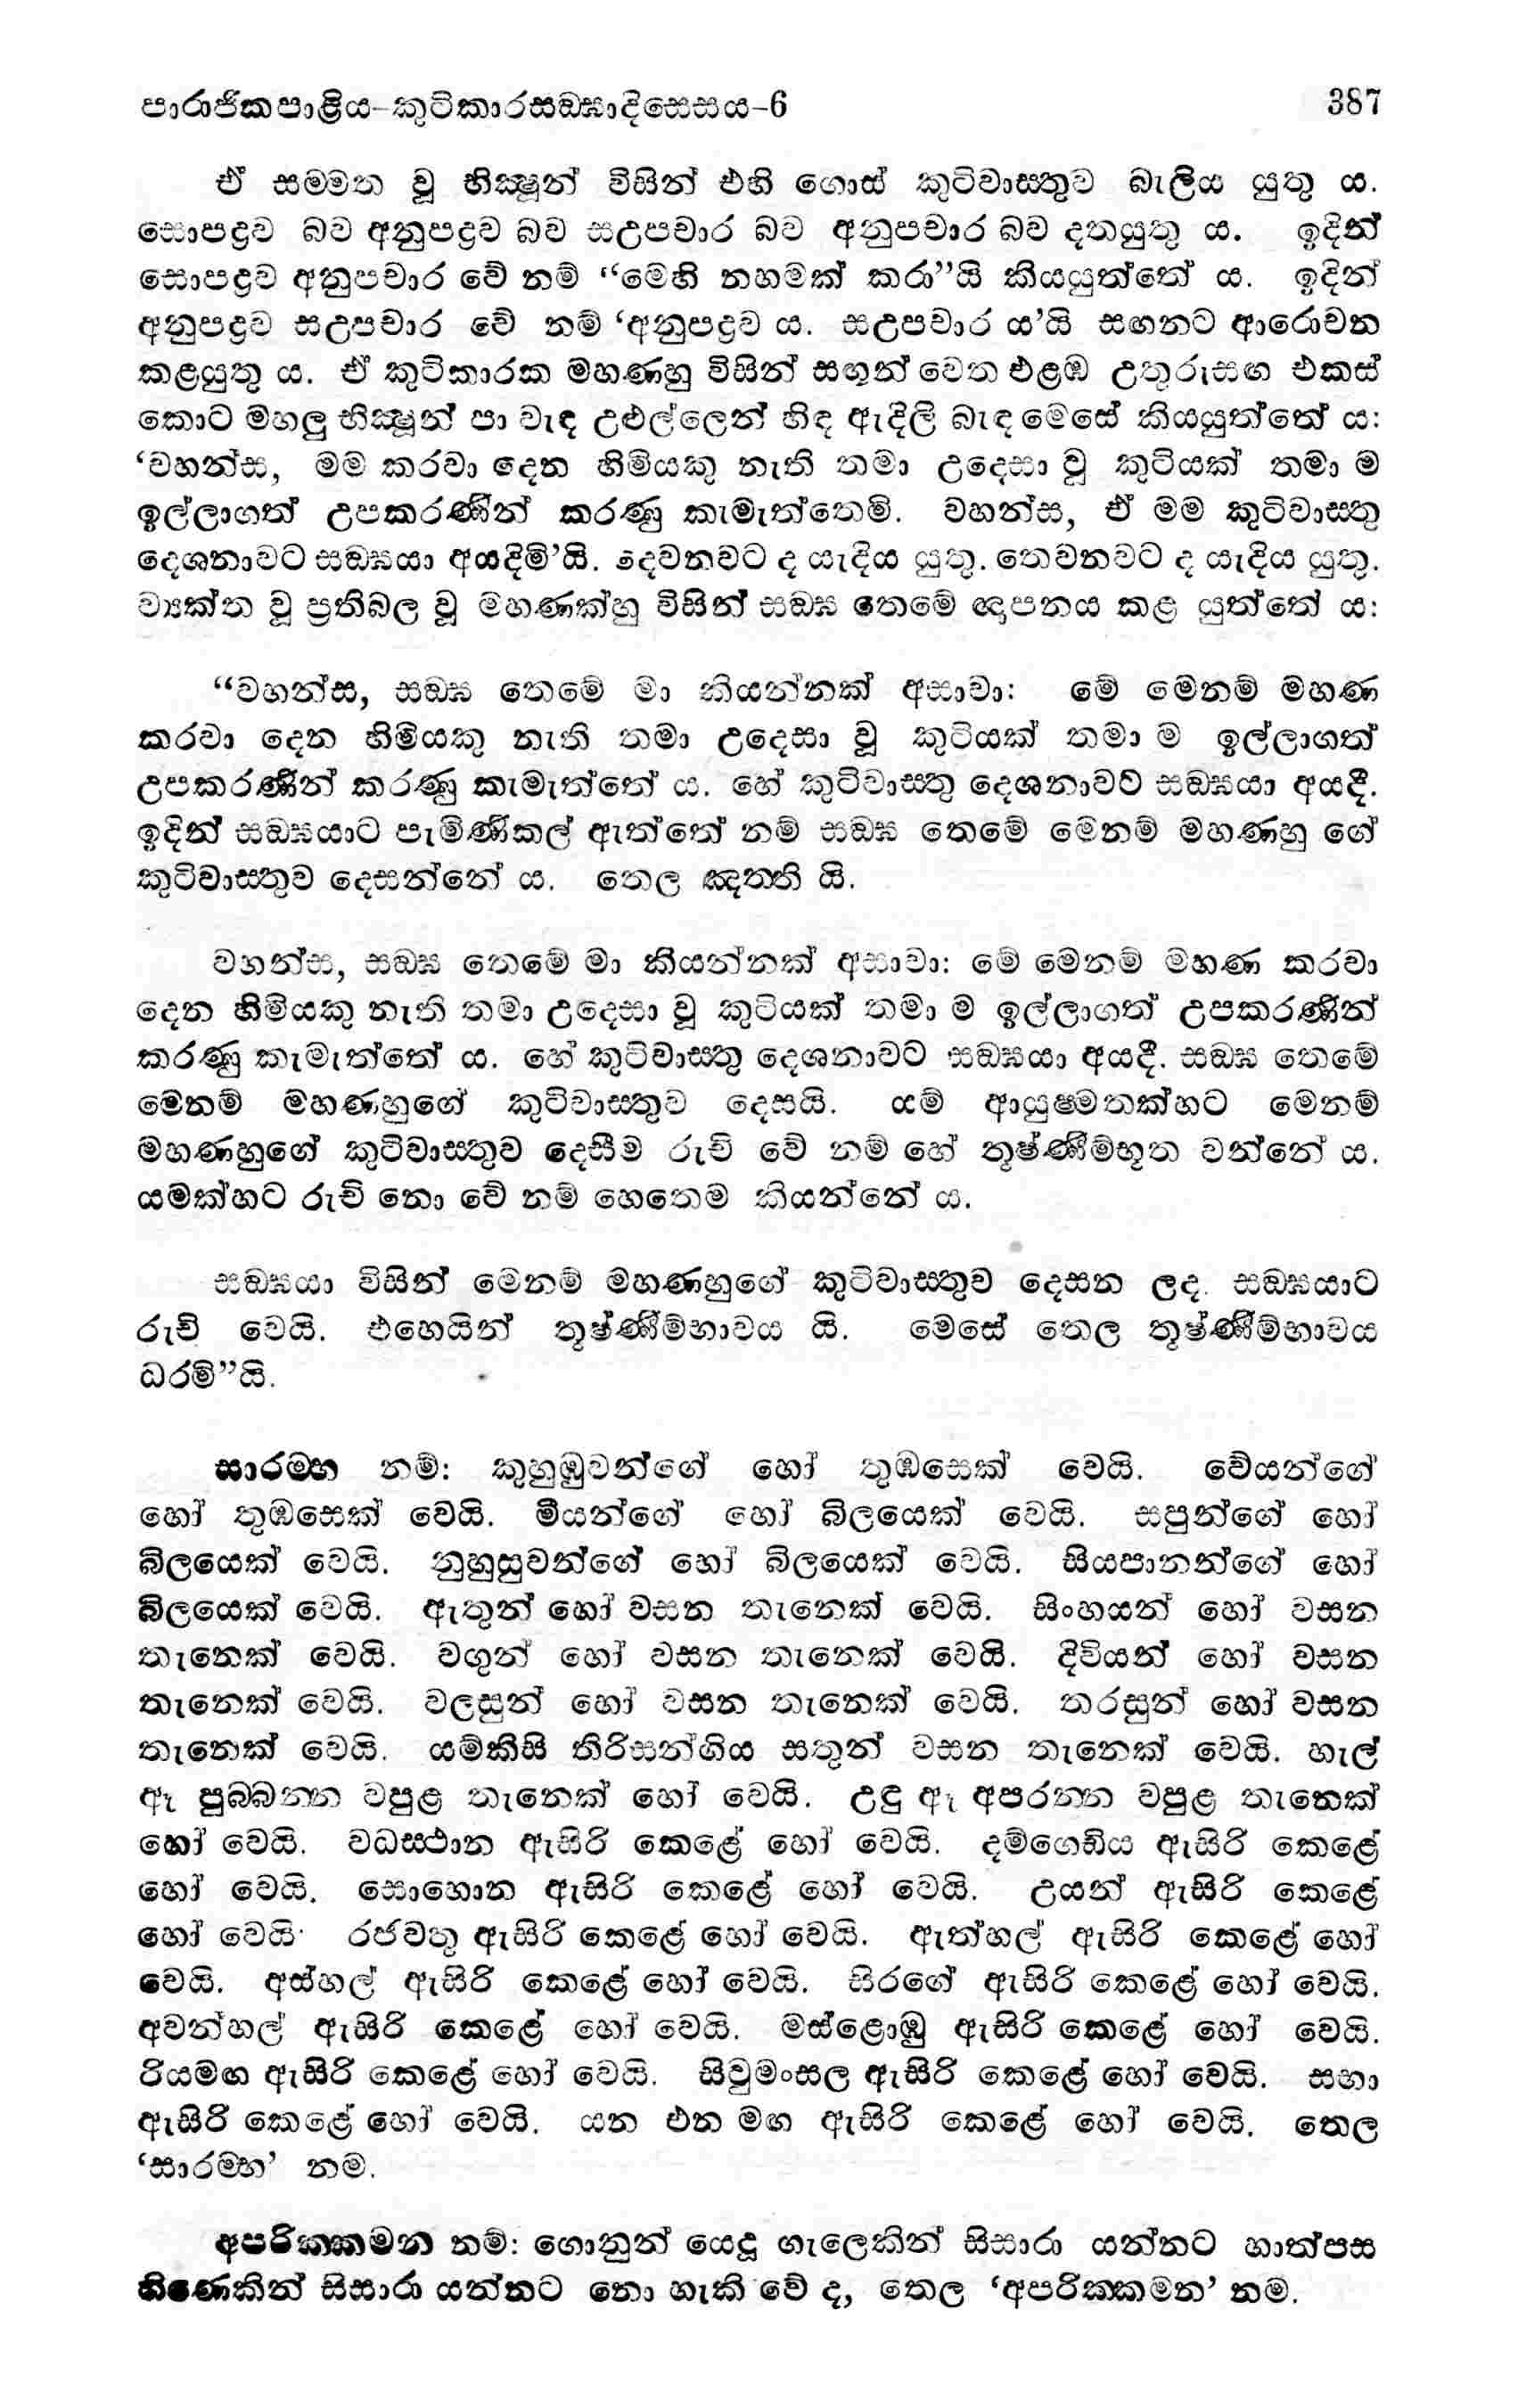 පාරාජිකපාළිය–කුටිකාරසඞ්ඝාදිසෙසය–6 387
ඒ සම්මත වූ භික්ෂූන් විසින් එහි ගොස් කුටිවාස්තුව බැලිය යුතු ය.
සොපද්‍රව බව අනුපද්‍රව බව සඋපචාර බව අනුපචාර බව දතයුතු ය. ඉදින්
සොපද්‍රව අනුපචාර වේ නම් “මෙහි නහමක් කරා”යි කියයුත්තේ ය. ඉදින්
අනුපද්‍රව සඋපචාර වේ නම් ‘අනුපද්‍රව ය. සඋපචාර ය’යි සඟනට ආරොචන
කළයුතු ය. ඒ කුටිකාරක මහණහු විසින් සඟුන් වෙත එළඹ උතුරුසඟ එකස්
කොට මහලු භික්ෂූන් පා වැඳ උළුල්ලෙන් හිඳ ඇදිලි බැඳ මෙසේ කියයුත්තේ ය:
‘වහන්ස, මම කරවා දෙන හිමියකු නැති තමා උදෙසා වූ කුටියක් තමා ම
ඉල්ලාගත් උපකරණින් කරණු කැමැත්තෙමි. වහන්ස, ඒ මම කුටිවාස්තු
දෙශනාවට සඞ්ඝයා අයදිමි’යි. දෙවනවට ද යැදිය යුතු. තෙවනවට ද යැදිය යුතු.
ව්‍යක්ත වූ ප්‍රතිබල වූ මහණක්හු විසින් සඞ්ඝ තෙමේ ඥාපනය කළ යුත්තේ ය:
“වහන්ස, සඞ්ඝ තෙමේ මා කියන්නක් අසාවා: මේ මෙනම් මහණ
කරවා දෙන හිමියකු නැති තමා උදෙසා වූ කුටියක් තමා ම ඉල්ලාගත්
උපකරණින් කරණු කැමැත්තේ ය. හේ කුටිවාස්තු දෙශනාවට සඞ්ඝයා අයදී.
ඉදින් සඞ්ඝයාට පැමිණිකල් ඇත්තේ නම් සඞ්ඝ තෙමේ මෙනම් මහණහු ගේ
කුටිවාස්තුව දෙසන්නේ ය. තෙල ඤත්ති යි.
වහන්ස, සඞ්ඝ තෙමේ මා කියන්නක් අසාවා: මේ මෙනම් මහණ කරවා
දෙන හිමියකු නැති තමා උදෙසා වූ කුටියක් තමා ම ඉල්ලාගත් උපකරණින්
කරණු කැමැත්තේ ය. හේ කුටිවාස්තු දෙශනාවට සඞ්ඝයා අයදී. සඞ්ඝ තෙමේ
මෙනම් මහණහුගේ කුටිවාස්තුව දෙසයි. යම් ආයුෂ්මතක්හට මෙනම්
මහණහුගේ කුටිවාස්තුව දෙසීම රුචි වේ නම් හේ තූෂ්ණීම්භූත වන්නේ ය.
යමක්හට රුචි නො වේ නම් හෙතෙම කියන්නේ ය.
සඞ්ඝයා විසින් මෙනම් මහණහුගේ කුටිවාස්තුව දෙසන ලද. සඞ්ඝයාට
රුචි වෙයි. එහෙයින් තූෂ්ණීම්භාවය යි. මෙසේ තෙල තූෂ්ණීම්භාවය
ධරමි”යි.
සාරම්භ නම්: කුහුඹුවන්ගේ හෝ තුඹසෙක් වෙයි. වේයන්ගේ
හෝ තුඹසෙක් වෙයි. මීයන්ගේ හෝ බිලයෙක් වෙයි. සපුන්ගේ හෝ
බිලයෙක් වෙයි. නුහුසුවන්ගේ හෝ බිලයෙක් වෙයි. සියපානන්ගේ හෝ
බිලයෙක් වෙයි. ඇතුන් හෝ වසන තැනෙක් වෙයි. සිංහයන් හෝ වසන
තැනෙක් වෙයි. වගුන් හෝ වසන තැනෙක් වෙයි. දිවියන් හෝ වසන
තැනෙක් වෙයි. වලසුන් හෝ වසන තැනෙක් වෙයි. තරසුන් හෝ වසන
තැනෙක් වෙයි. යම්කිසි තිරිසන්ගිය සතුන් වසන තැනෙක් වෙයි. හැල්
ඈ පුබ්බන්න වපුළ තැනෙක් හෝ වෙයි. උඳු ඈ අපරන්න වපුළ තැනෙක්
හෝ වෙයි. වධස්ථාන ඇසිරි කෙළේ හෝ වෙයි. දම්ගෙඩිය ඇසිරි කෙළේ
හෝ වෙයි. සොහොන ඇසිරි කෙළේ හෝ වෙයි. උයන් ඇසිරි කෙළේ
හෝ වෙයි. රජවතු ඇසිරි කෙළේ හෝ වෙයි. ඇත්හල් ඇසිරි කෙළේ හෝ
වෙයි. අස්හල් ඇසිරි කෙළේ හෝ වෙයි. සිරගේ ඇසිරි කෙළේ හෝ වෙයි.
අවන්හල් ඇසිරි කෙළේ හෝ වෙයි. මස්ළොඹු ඇසිරි කෙළේ හෝ වෙයි.
රියමඟ ඇසිරි කෙළේ හෝ වෙයි. සිවුමංසල ඇසිරි කෙළේ හෝ වෙයි. සභා
ඇසිරි කෙළේ හෝ වෙයි. යන එන මඟ ඇසිරි කෙළේ හෝ වෙයි. තෙල
‘සාරම්භ’ නම.
අපරික්කමන නම්: ගොනුන් යෙදූ ගැලෙකින් සිසාරා යන්නට හාත්පස
හිණෙකින් සිසාරා යන්නට නො හැකි වේ ද, තෙල ‘අපරික්කමන’ නම.